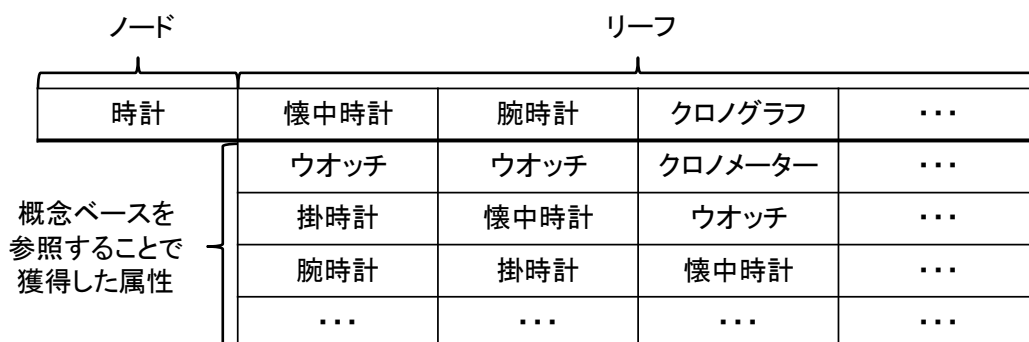 ノード
リーフ
時計 懐中時計 腕時計 クロノグラフ ・・・
ウオッチ ウオッチ クロノメーター ・・・
掛時計 懐中時計 ウオッチ ・・・
腕時計 掛時計 懐中時計 ・・・
・・・ ・・・ ・・・ ・・・
概念ベースを
参照することで
獲得した属性